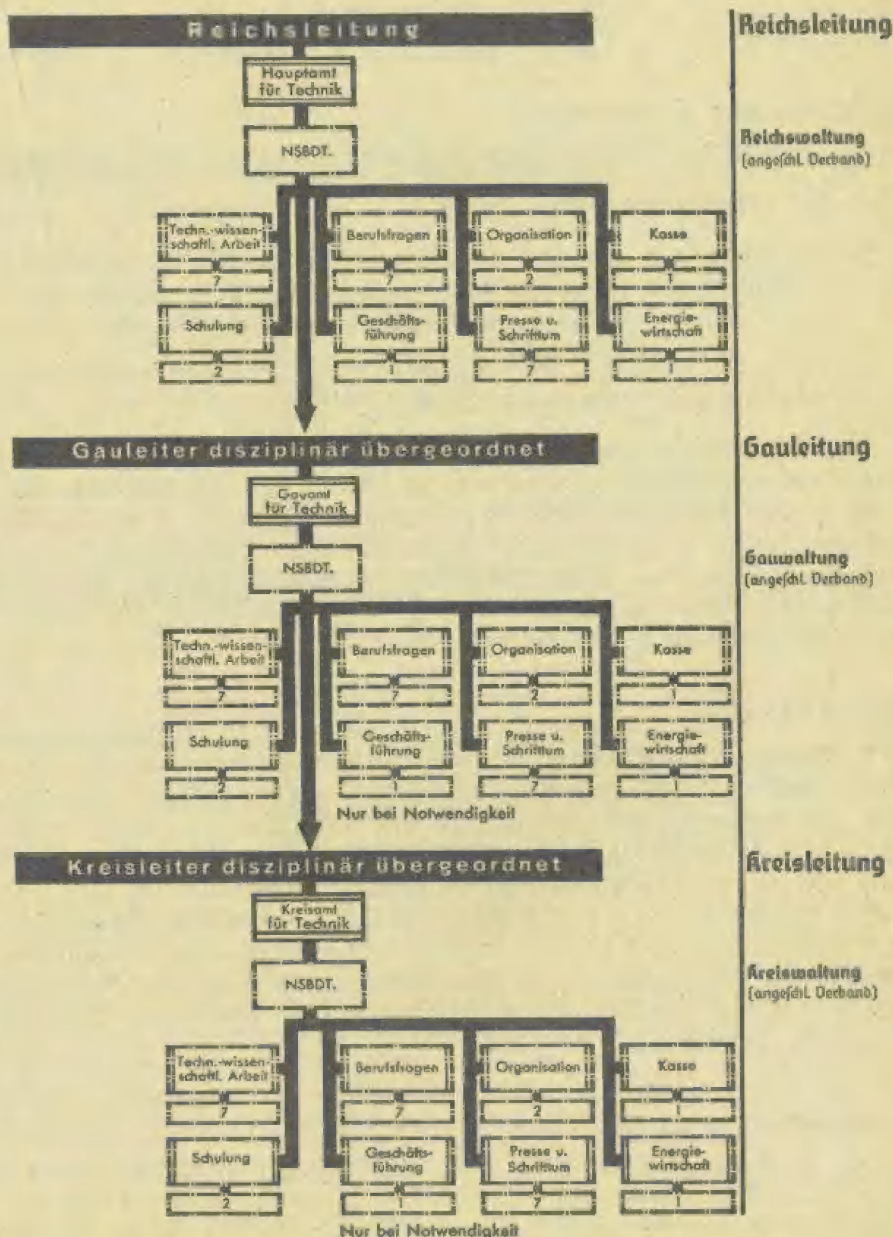 Reichsleitung
Reichsleitung
Hauptamt
für Technik
Reichswaltung
(angeschl. Verband)
NSBDT.
Techn.-wissen-
schaftl. Arbeit
Berufsfragen
Organisation
Kasse
7
7
2
1
Schulung
Geschäfts-
führung
Presse u.
Schrifttum
Energie-
wirtschaft
2
1
7
1
Gauleiter disziplinär übergeordnet
Gauleitung
Gauamt
für Technik
Gauwaltung
(angeschl. Verband)
NSBDT.
Techn.-wissen-
schaftl. Arbeit
Berufsfragen
Organisation
Kasse
7
7
2
1
Schulung
Geschäfts-
führung
Presse u.
Schrifttum
Energie-
wirtschaft
2
1
7
1
Nur bei Notwendigkeit
Kreisleiter disziplinär übergeordnet
Kreisleitung
Kreisamt
für Technik
Kreiswaltung
(angeschl. Verband)
NSBDT.
Techn.-wissen-
schaftl. Arbeit
Berufsfragen
Organisation
Kasse
7
7
2
1
Schulung
Geschäfts-
führung
Presse u.
Schrifttum
Energie-
wirtschaft
2
1
7
1
Nur bei Notwendigkeit